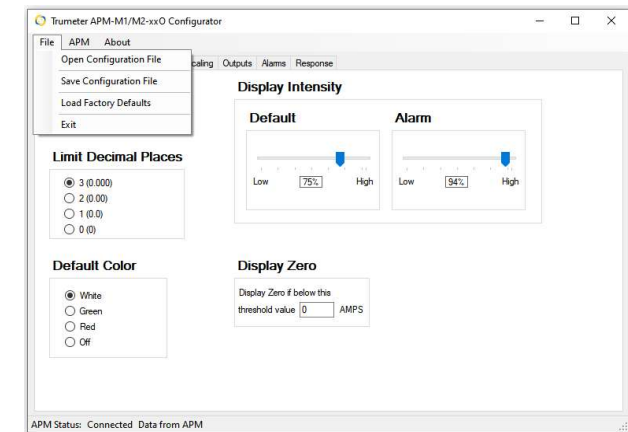 Trumeter APM-M1/M2-xxO Configurator
File APM About
Open Configuration File
Save Configuration File
Load Factory Defaults
Exit
caling Outputs Alarms Response
Display Intensity
Default Alarm
Low 75% High Low 94% High
Limit Decimal Places
3 (0.000)
2 (0.00)
1 (0.0)
0 (0)
Default Color Display Zero
White
Green
Red
Off
Display Zero if below this
threshold value 0 AMPS
APM Status: Connected Data from APM